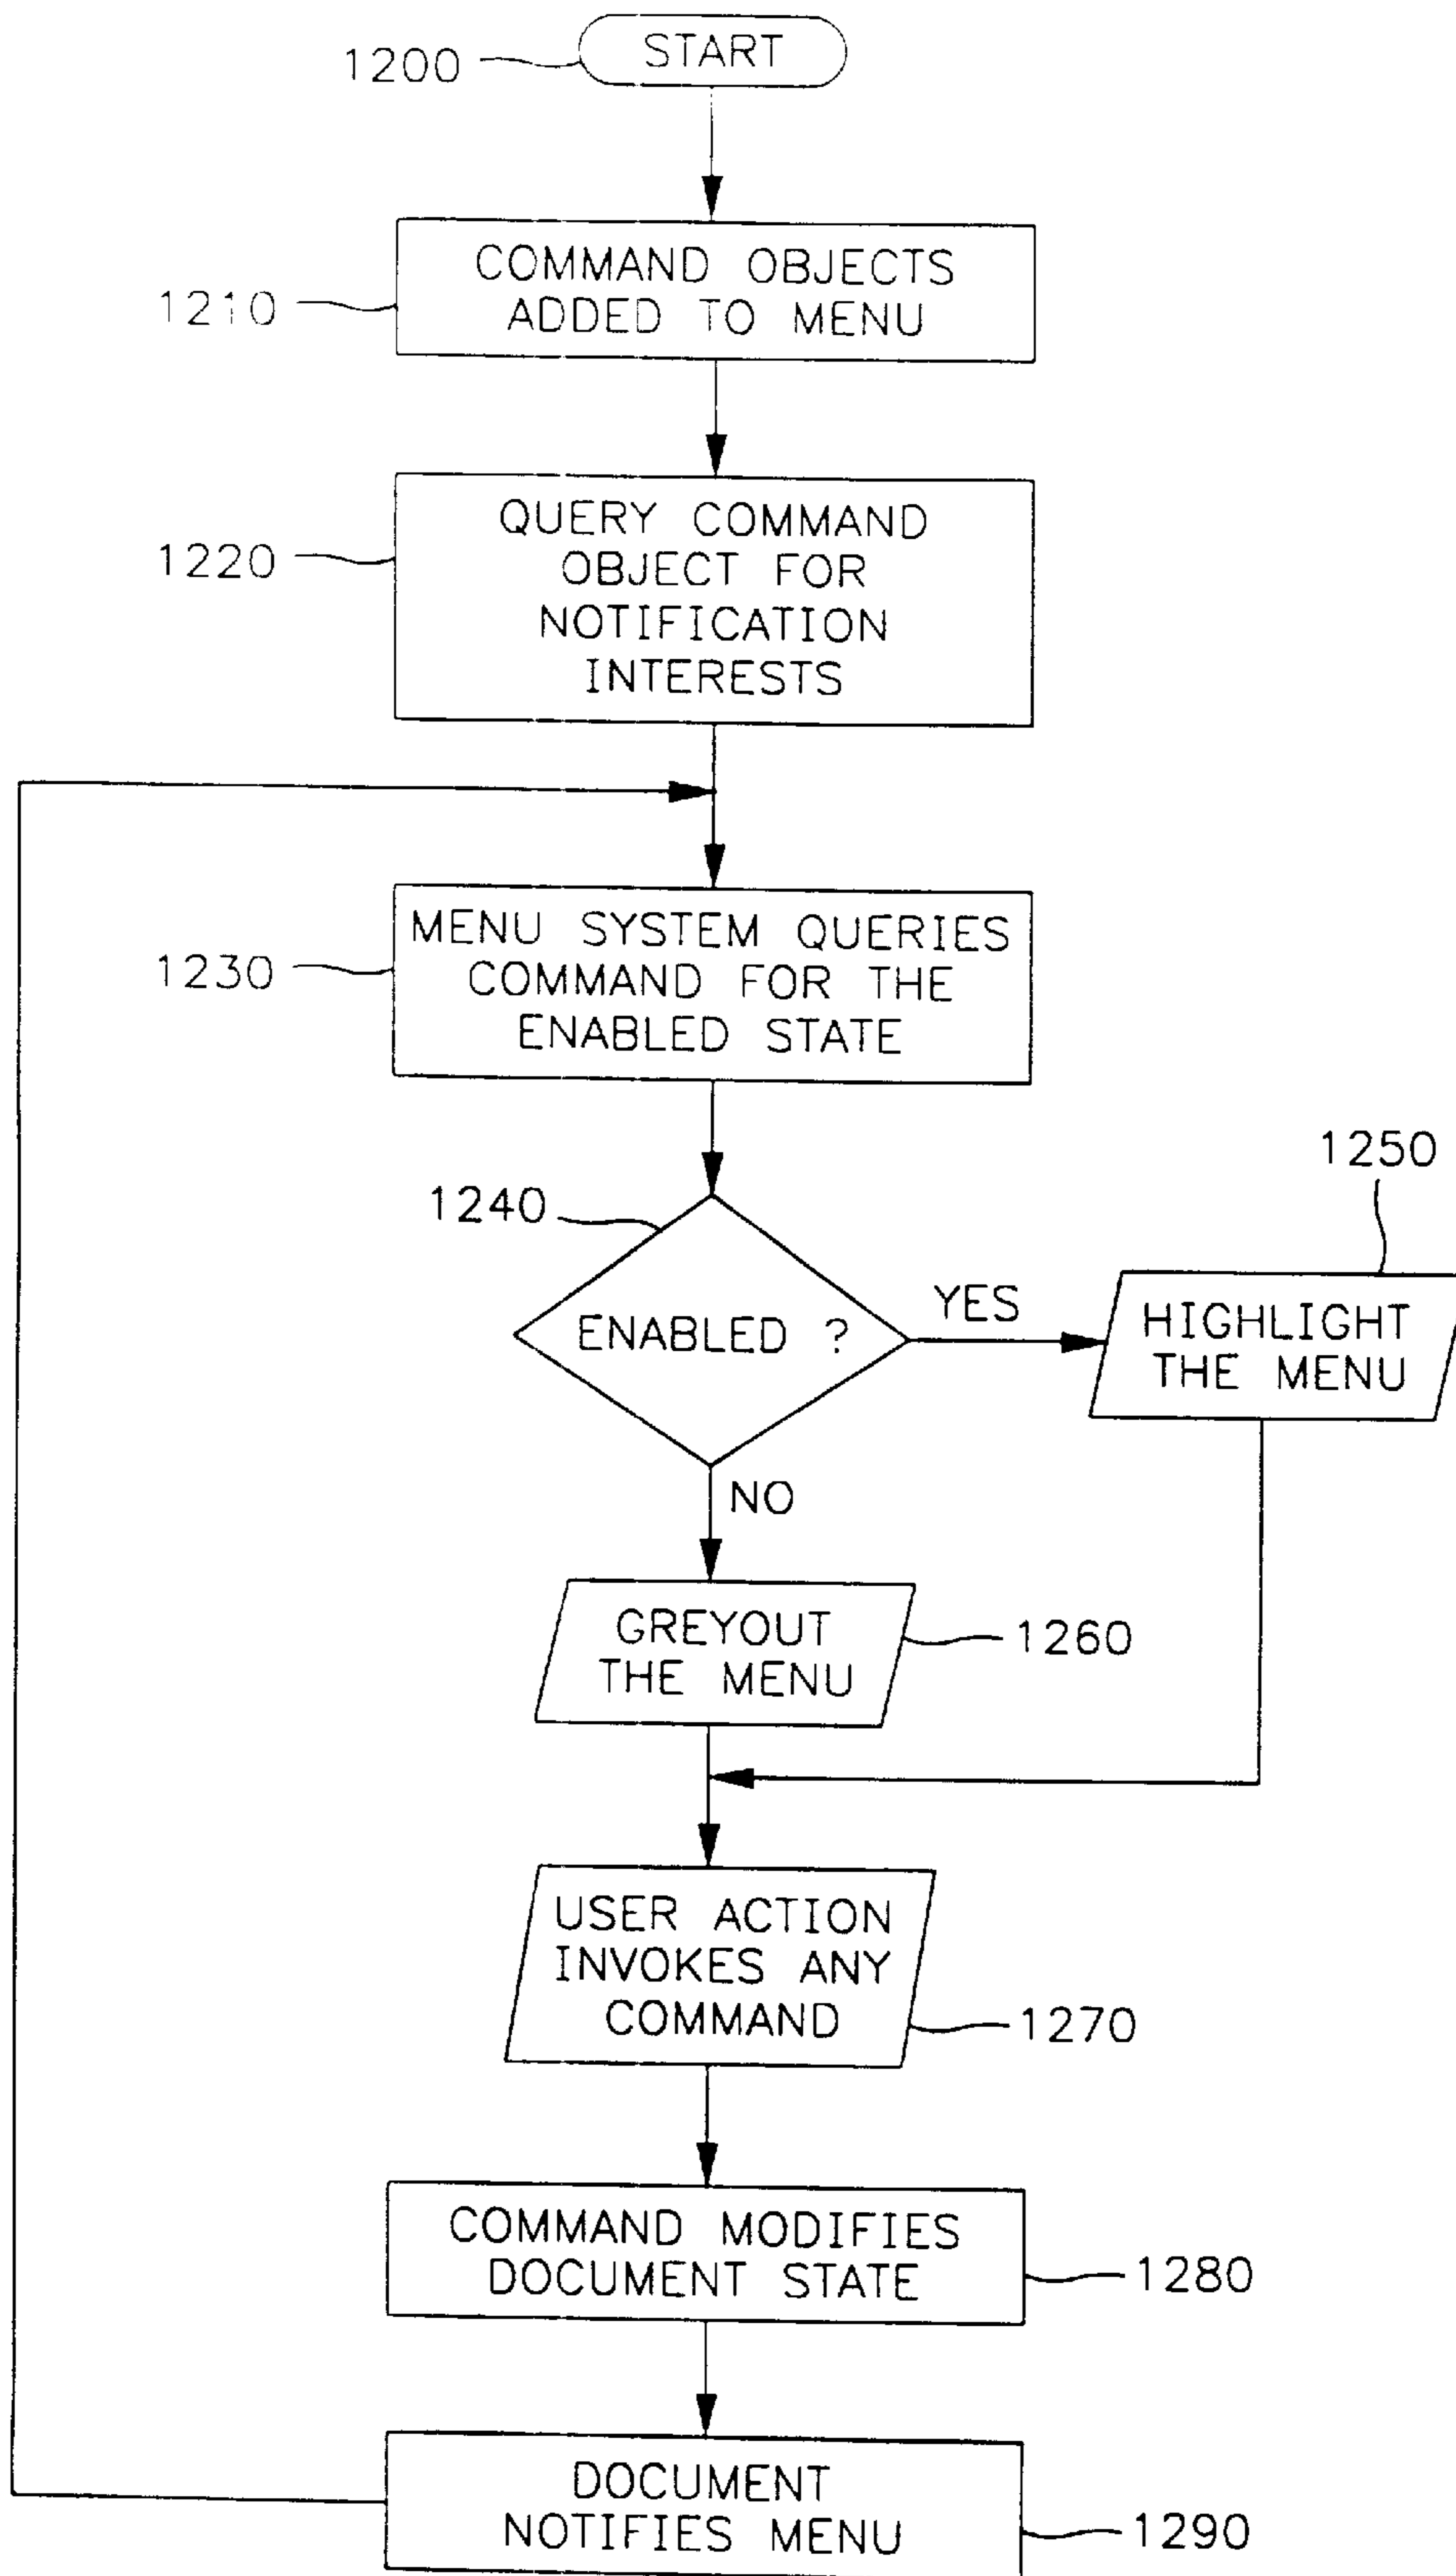 1200
START
1210
COMMAND OBJECTS
ADDED TO MENU
1220
QUERY COMMAND
OBJECT FOR
NOTIFICATION
INTERESTS
1230
MENU SYSTEM QUERIES
COMMAND FOR THE
ENABLED STATE
1240
ENABLED ?
YES
1250
HIGHLIGHT
THE MENU
NO
GREYOUT
THE MENU
1260
USER ACTION
INVOKES ANY
COMMAND
1270
COMMAND MODIFIES
DOCUMENT STATE
1280
DOCUMENT
NOTIFIES MENU
1290